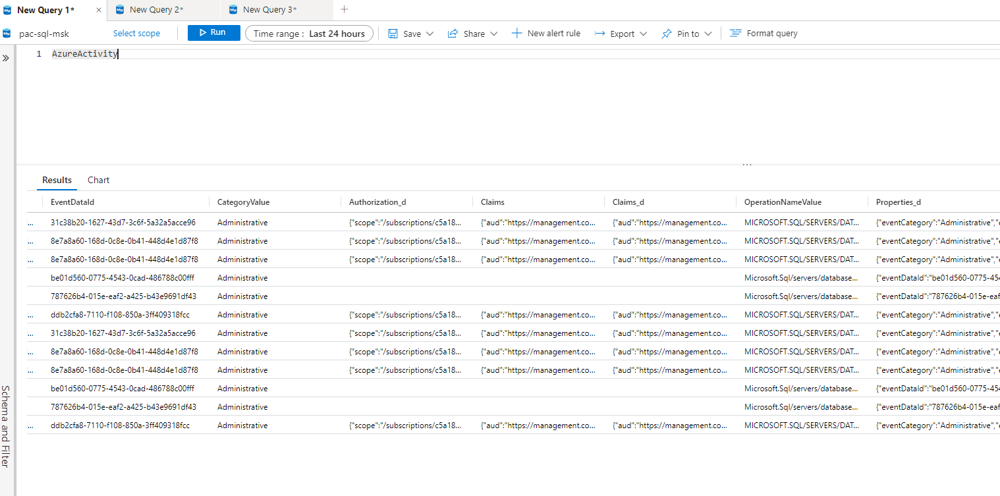 New Query 1* × New Query 2* New Query 3* +
pac-sql-msk Select scope Run Time range : Last 24 hours Save Share New alert rule Export Pin to Format query
1 AzureActivity
...
Results Chart
EventDataId CategoryValue Authorization_d Claims Claims_d OperationNameValue Properties_d
... 31c38b20-1627-43d7-3c6f-5a32a5acce96 Administrative {"scope":"/subscriptions/c5a18... {"aud":"https://management.co... {"aud":"https://management.co... MICROSOFT.SQL/SERVERS/DAT... {"eventCategory":"Administrative","e
... 8e7a8a60-168d-0c8e-0b41-448d4e1d87f8 Administrative {"scope":"/subscriptions/c5a18... {"aud":"https://management.co... {"aud":"https://management.co... MICROSOFT.SQL/SERVERS/DAT... {"eventCategory":"Administrative","e
... 8e7a8a60-168d-0c8e-0b41-448d4e1d87f8 Administrative {"scope":"/subscriptions/c5a18... {"aud":"https://management.co... {"aud":"https://management.co... MICROSOFT.SQL/SERVERS/DAT... {"eventCategory":"Administrative","e
be01d560-0775-4543-0cad-486788c00fff Administrative Microsoft.Sql/servers/database... {"eventDataId":"be01d560-0775-454
787626b4-015e-eaf2-a425-b43e9691df43 Administrative Microsoft.Sql/servers/database... {"eventDataId":"787626b4-015e-eaf
... ddb2cfa8-7110-f108-850a-3ff409318fcc Administrative {"scope":"/subscriptions/c5a18... {"aud":"https://management.co... {"aud":"https://management.co... MICROSOFT.SQL/SERVERS/DAT... {"eventCategory":"Administrative","e
... 31c38b20-1627-43d7-3c6f-5a32a5acce96 Administrative {"scope":"/subscriptions/c5a18... {"aud":"https://management.co... {"aud":"https://management.co... MICROSOFT.SQL/SERVERS/DAT... {"eventCategory":"Administrative","e
... 8e7a8a60-168d-0c8e-0b41-448d4e1d87f8 Administrative {"scope":"/subscriptions/c5a18... {"aud":"https://management.co... {"aud":"https://management.co... MICROSOFT.SQL/SERVERS/DAT... {"eventCategory":"Administrative","e
... 8e7a8a60-168d-0c8e-0b41-448d4e1d87f8 Administrative {"scope":"/subscriptions/c5a18... {"aud":"https://management.co... {"aud":"https://management.co... MICROSOFT.SQL/SERVERS/DAT... {"eventCategory":"Administrative","e
be01d560-0775-4543-0cad-486788c00fff Administrative Microsoft.Sql/servers/database... {"eventDataId":"be01d560-0775-454
787626b4-015e-eaf2-a425-b43e9691df43 Administrative Microsoft.Sql/servers/database... {"eventDataId":"787626b4-015e-eaf
... ddb2cfa8-7110-f108-850a-3ff409318fcc Administrative {"scope":"/subscriptions/c5a18... {"aud":"https://management.co... {"aud":"https://management.co... MICROSOFT.SQL/SERVERS/DAT... {"eventCategory":"Administrative","e
Schema and Filter